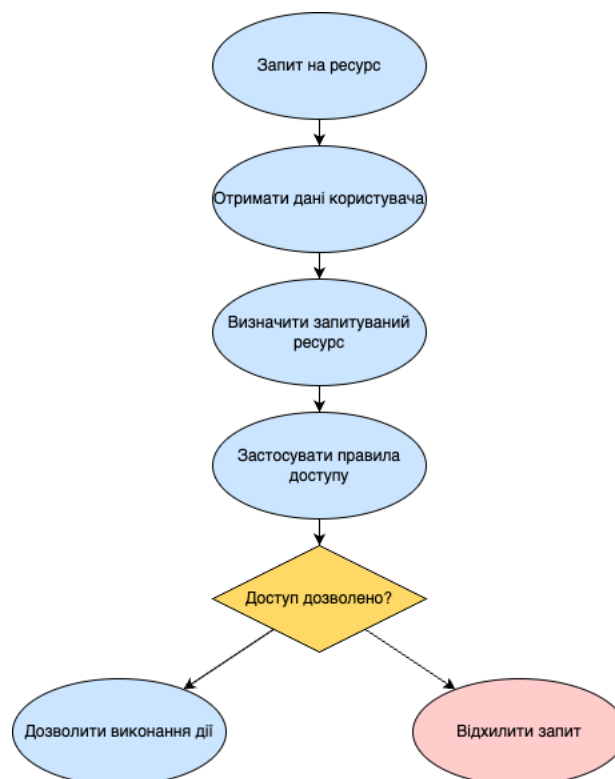 Запит на ресурс
Отримати дані користувача
Визначити запитуваний
ресурс
Застосувати правила
доступу
Доступ дозволено?
Дозволити виконання дії
Відхилити запит